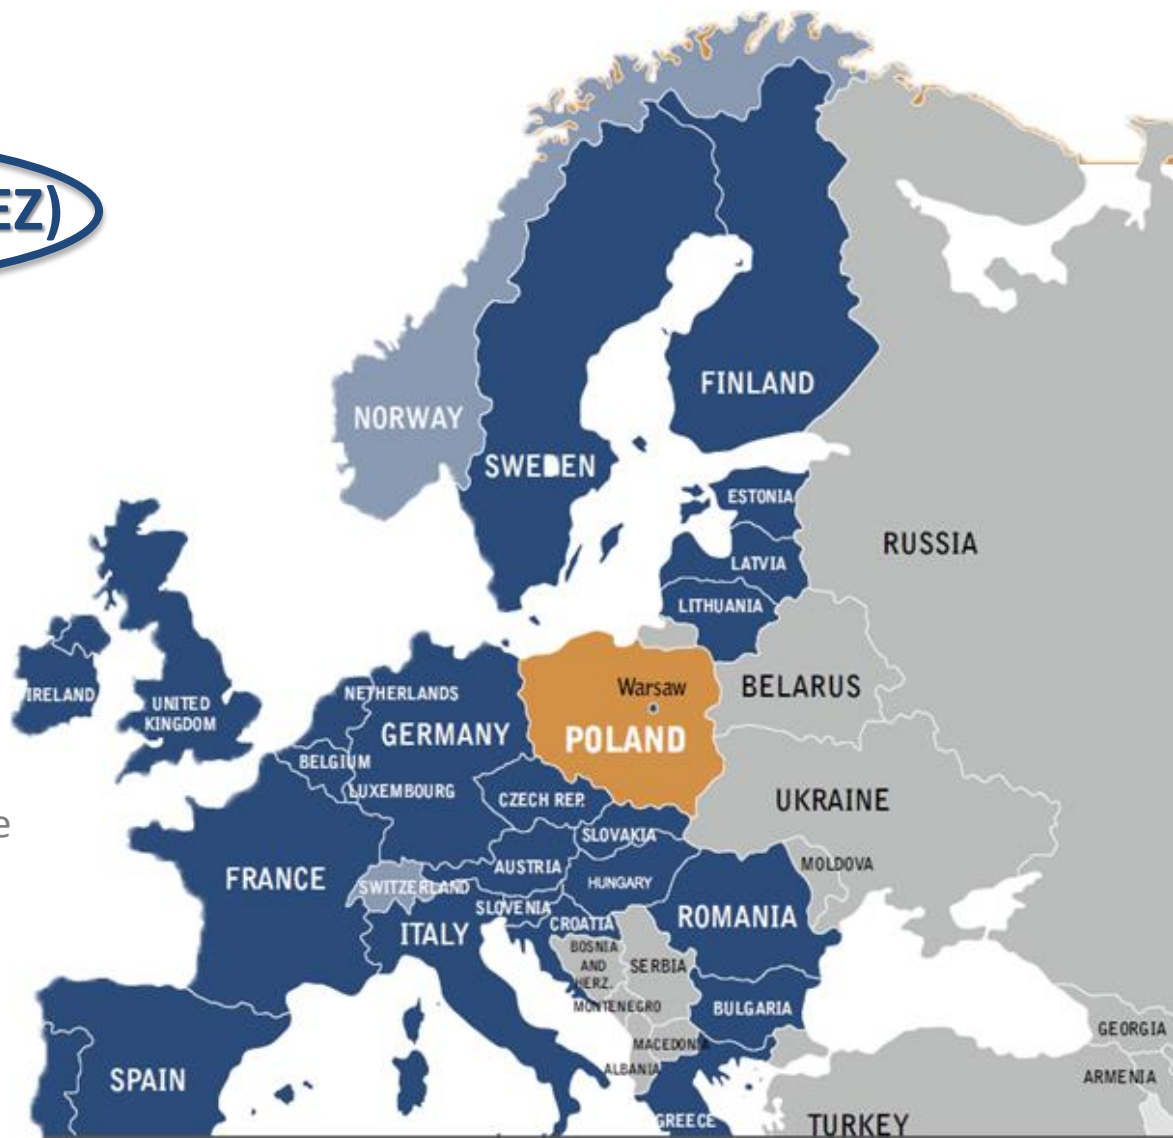 EZ)
FINLAND
NORWAY
SWEDEN
ESTONIA
RUSSIA
LATVIA
LITHUANIA
IRELAND
UNITED
KINGDOM
NETHERLANDS
Warsaw
BELARUS
GERMANY
POLAND
BELGIUM
LUXEMBOURG
CZECH REP.
UKRAINE
e
SLOVAKIA
MOLDOVA
FRANCE
SWITZERLAND
AUSTRIA
HUNGARY
SLOVENIA
ITALY
CROATIA
ROMANIA
BOSNIA
AND
HERZ.
SERBIA
MONTENEGRO
BULGARIA
GEORGIA
MACEDONIA
ALBANIA
SPAIN
ARMENIA
GREECE
TURKEY